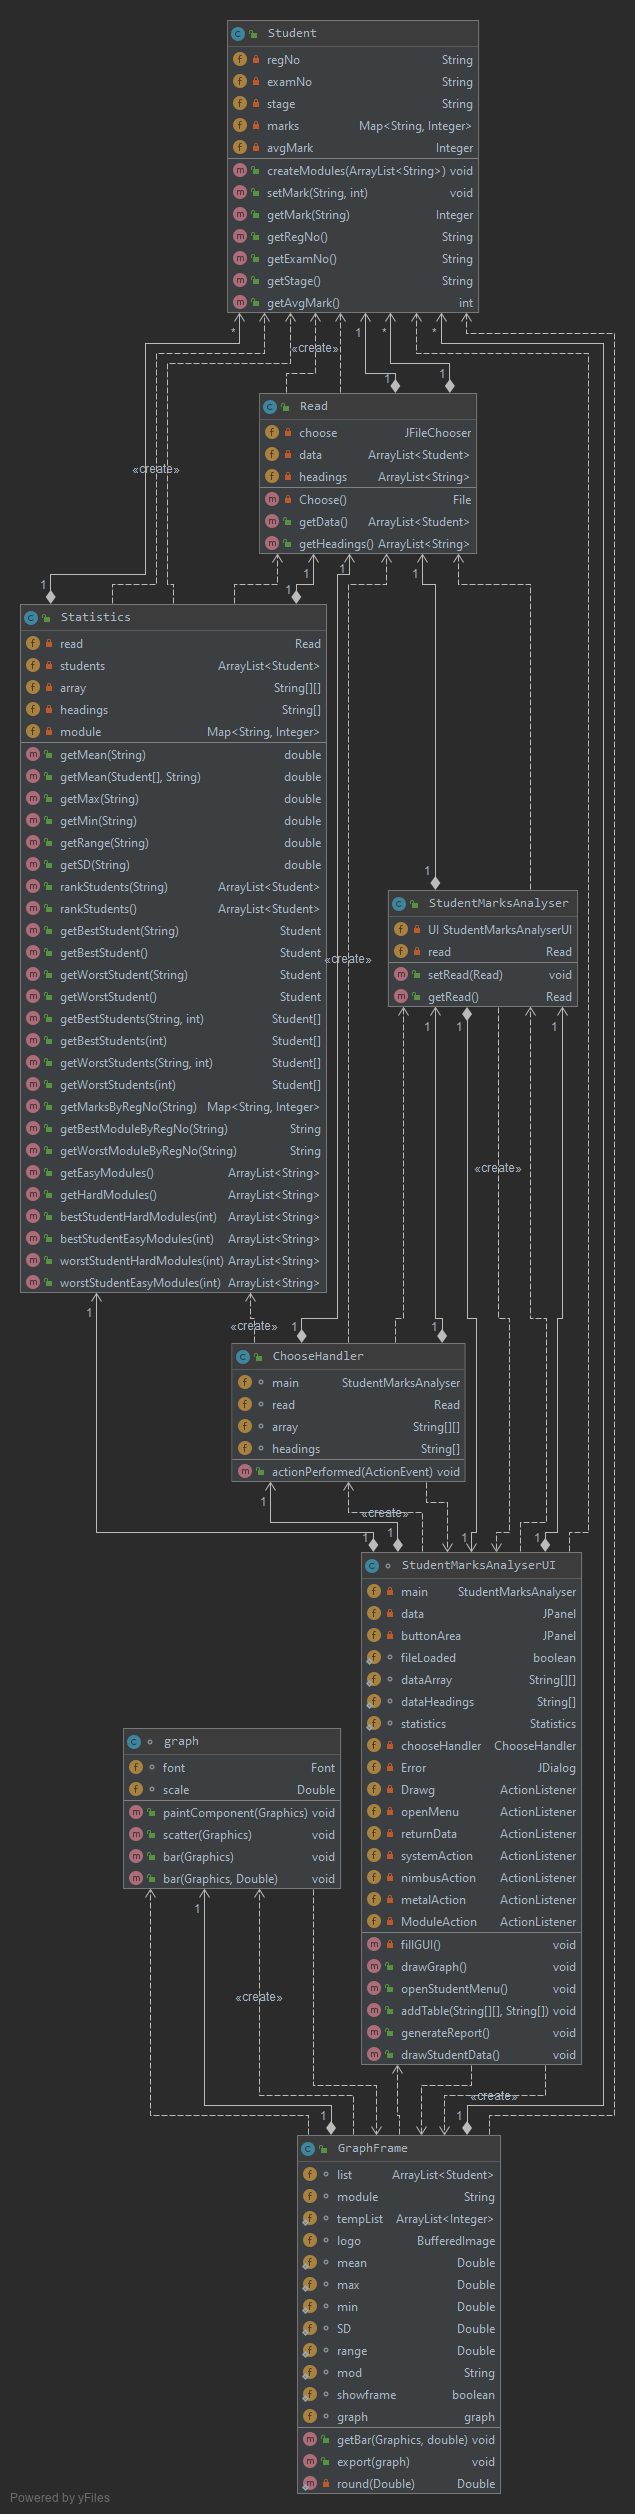 Student
regNo String
examNo String
stage String
marks Map<String, Integer>
avgMark Integer
createModules(ArrayList<String>) void
setMark(String, int) void
getMark(String) Integer
getRegNo() String
getExamNo() String
getStage() String
getAvgMark() int
* 1 * *
«create»
1 1
Read
choose JFileChooser
data ArrayList<Student>
headings ArrayList<String>
Choose() File
getData() ArrayList<Student>
getHeadings() ArrayList<String>
«create»
1 1 1
1 1
Statistics
read Read
students ArrayList<Student>
array String[][]
headings String[]
module Map<String, Integer>
getMean(String) double
getMean(Student[], String) double
getMax(String) double
getMin(String) double
getRange(String) double
getSD(String) double
rankStudents(String) ArrayList<Student>
rankStudents() ArrayList<Student>
getBestStudent(String) Student
getBestStudent() Student
getWorstStudent(String) Student
getWorstStudent() Student
getBestStudents(String, int) Student[]
getBestStudents(int) Student[]
getWorstStudents(String, int) Student[]
getWorstStudents(int) Student[]
getMarksByRegNo(String) Map<String, Integer>
getBestModuleByRegNo(String) String
getWorstModuleByRegNo(String) String
getEasyModules() ArrayList<String>
getHardModules() ArrayList<String>
bestStudentHardModules(int) ArrayList<String>
bestStudentEasyModules(int) ArrayList<String>
worstStudentHardModules(int) ArrayList<String>
worstStudentEasyModules(int) ArrayList<String>
1
StudentMarksAnalyser
UI StudentMarksAnalyserUI
read Read
setRead(Read) void
getRead() Read
«create»
1 1 1
«create»
1
«create»
1 1
ChooseHandler
main StudentMarksAnalyser
read Read
array String[][]
headings String[]
actionPerformed(ActionEvent) void
1
«create»
1 1 1 1
StudentMarksAnalyserUI
main StudentMarksAnalyser
data JPanel
buttonArea JPanel
fileLoaded boolean
dataArray String[][]
dataHeadings String[]
statistics Statistics
chooseHandler ChooseHandler
Error JDialog
Drawg ActionListener
openMenu ActionListener
returnData ActionListener
systemAction ActionListener
nimbusAction ActionListener
metalAction ActionListener
ModuleAction ActionListener
fillGUI() void
drawGraph() void
openStudentMenu() void
addTable(String[][], String[]) void
generateReport() void
drawStudentData() void
graph
font Font
scale Double
paintComponent(Graphics) void
scatter(Graphics) void
bar(Graphics) void
bar(Graphics, Double) void
1
«create»
«create»
1 1
GraphFrame
list ArrayList<Student>
module String
tempList ArrayList<Integer>
logo BufferedImage
mean Double
max Double
min Double
SD Double
range Double
mod String
showframe boolean
graph graph
getBar(Graphics, double) void
export(graph) void
round(Double) Double
Powered by yFiles